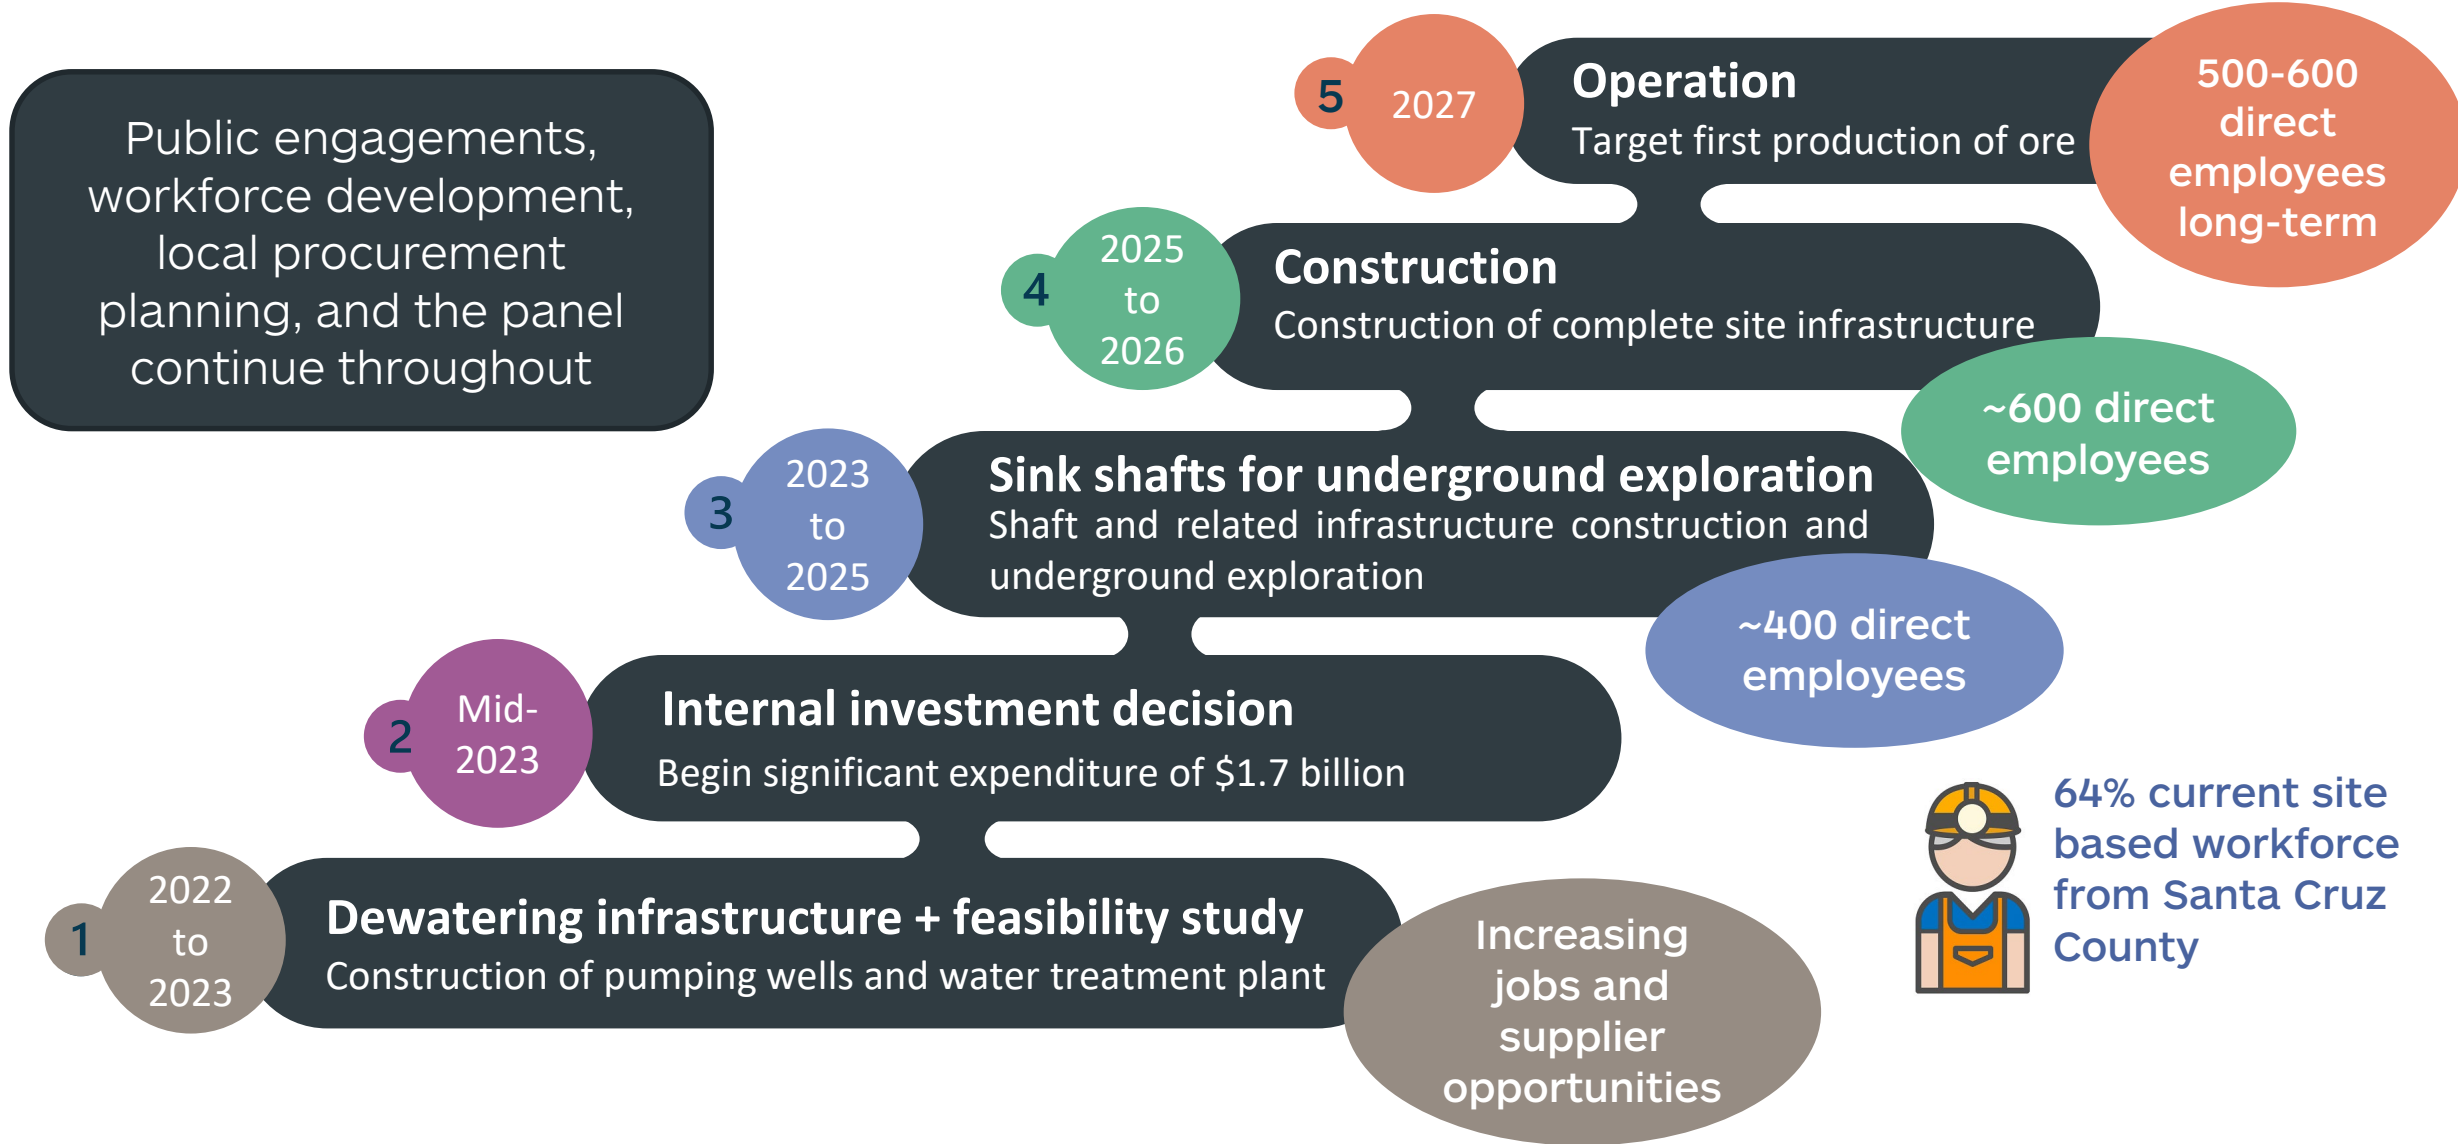 Public engagements,
workforce development,
local procurement
planning, and the panel
continue throughout
5
2027
Operation
Target first production of ore
500-600
direct
employees
long-term
4
2025
to
2026
Construction
Construction of complete site infrastructure
~600 direct
employees
3
2023
to
2025
Sink shafts for underground exploration
Shaft and related infrastructure construction and
underground exploration
~400 direct
employees
2
Mid-
2023
Internal investment decision
Begin significant expenditure of $1.7 billion
64% current site
based workforce
from Santa Cruz
County
1
2022
to
2023
Dewatering infrastructure + feasibility study
Construction of pumping wells and water treatment plant
Increasing
jobs and
supplier
opportunities